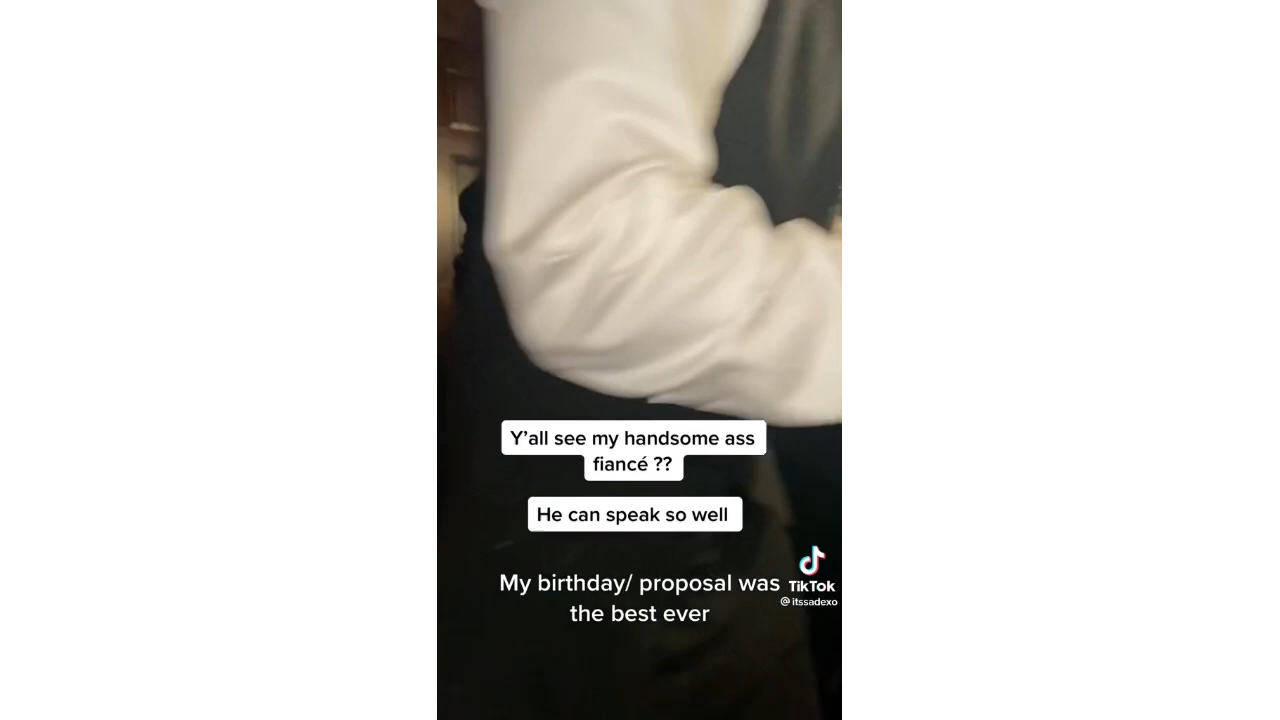 Y’all see my handsome ass
fiancé ??
He can speak so well
My birthday/ proposal was
the best ever
TikTok
@itssadexo